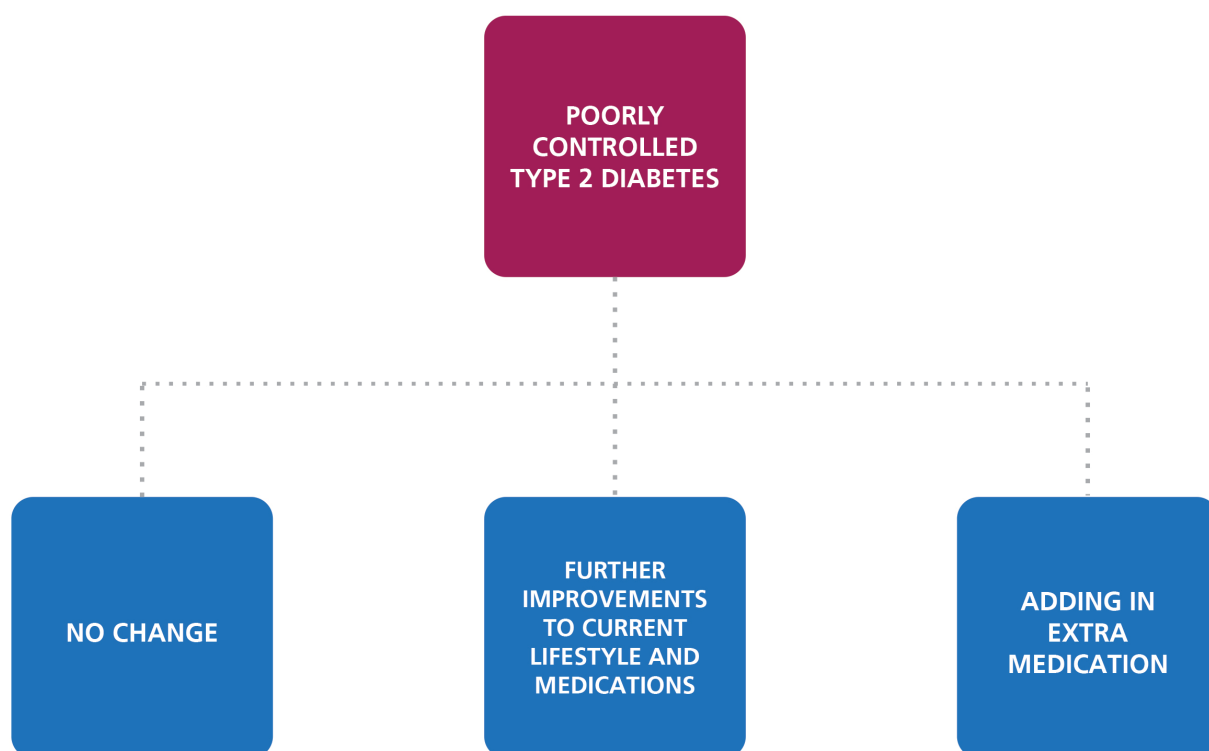 POORLY
CONTROLLED
TYPE 2 DIABETES
NO CHANGE
FURTHER
IMPROVEMENTS
TO CURRENT
LIFESTYLE AND
MEDICATIONS
ADDING IN
EXTRA
MEDICATION